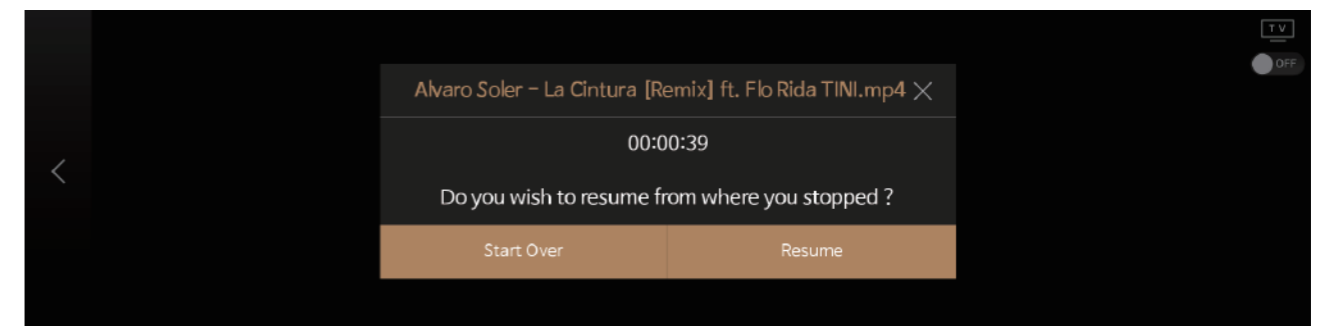 TV
OFF
Alvaro Soler - La Cintura [Remix] ft. Flo Rida TINI.mp4
00:00:39
Do you wish to resume from where you stopped ?
Start Over
Resume